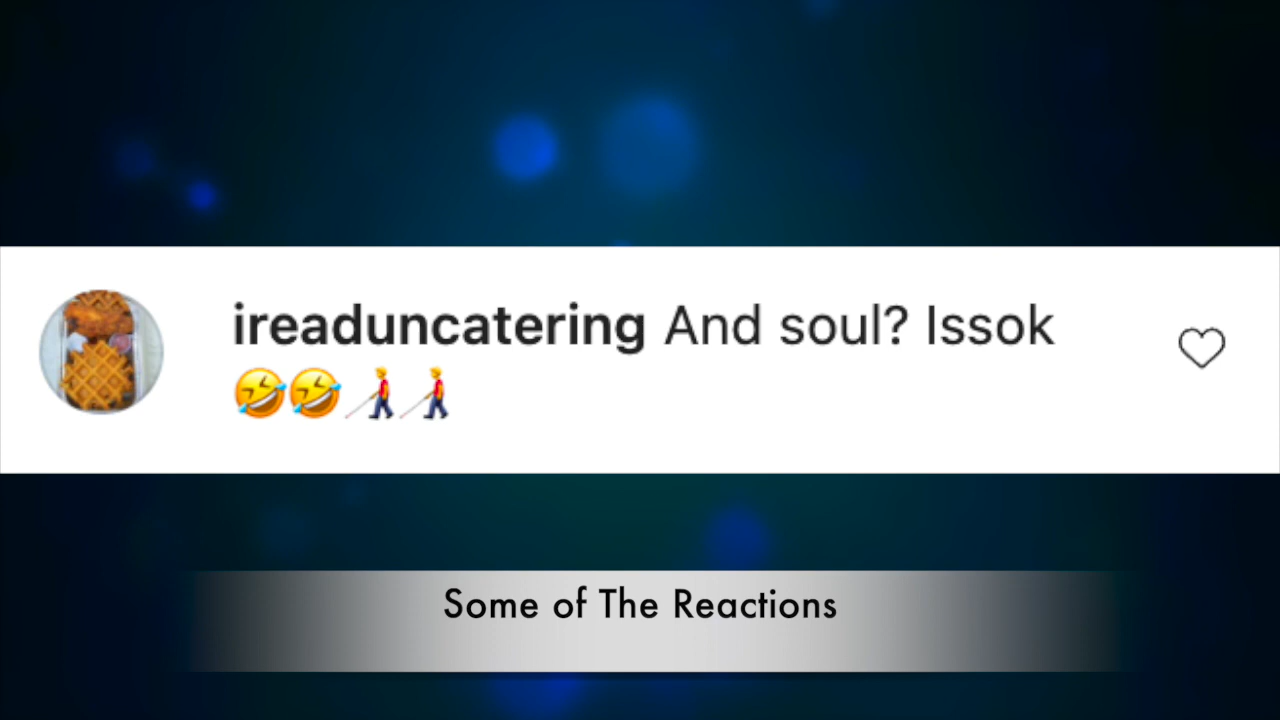 ireaduncatering And soul? Issok
🤣🤣👨‍🦯👨‍🦯
Some of The Reactions